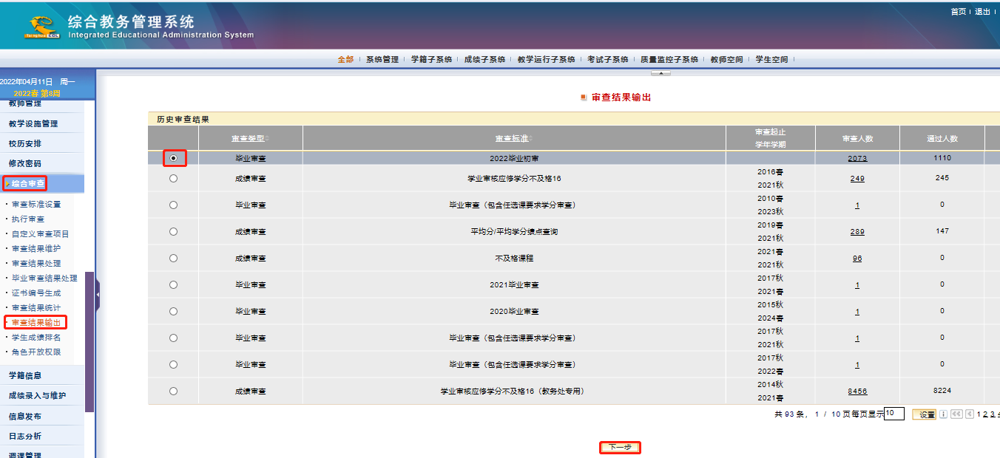 综合教务管理系统
Integrated Educational Administration System
首页 退出
全部 系统管理 学籍子系统 成绩子系统 教学运行子系统 考试子系统 质量监控子系统 教师空间 学生空间
2022年04月11日 周一
2022春 第8周
教师管理
教学设施管理
校历安排
修改密码
综合审查
审查标准设置
执行审查
自定义审查项目
审查结果维护
审查结果处理
毕业审查结果处理
证书编号生成
审查结果统计
审查结果输出
学生成绩排名
角色开放权限
学籍信息
成绩录入与维护
信息发布
日志分析
调课管理
审查结果输出
历史审查结果
审查类型 审查标准 审查起止学年学期 审查人数 通过人数
毕业审查 2022毕业初审 2073 1110
成绩审查 学业审核应修学分不及格16 2016春 2021秋 249 245
毕业审查 毕业审查（包含任选课要求学分审查） 2010春 2023秋 1 0
成绩审查 平均分/平均学分绩点查询 2019春 2021秋 289 147
成绩审查 不及格课程 2021春 2021秋 96 0
毕业审查 2021毕业审查 2017秋 2021春 1 0
毕业审查 2020毕业审查 2015秋 2024春 1 0
毕业审查 毕业审查（包含任选课要求学分审查） 2017秋 2021秋 1 0
毕业审查 毕业审查（包含任选课要求学分审查） 2017秋 2022春 1 0
成绩审查 学业审核应修学分不及格16（教务处专用） 2014秋 2021春 8456 8224
共 93 条， 1 / 10 页每页显示 10 设置 1 2 3 4
下一步